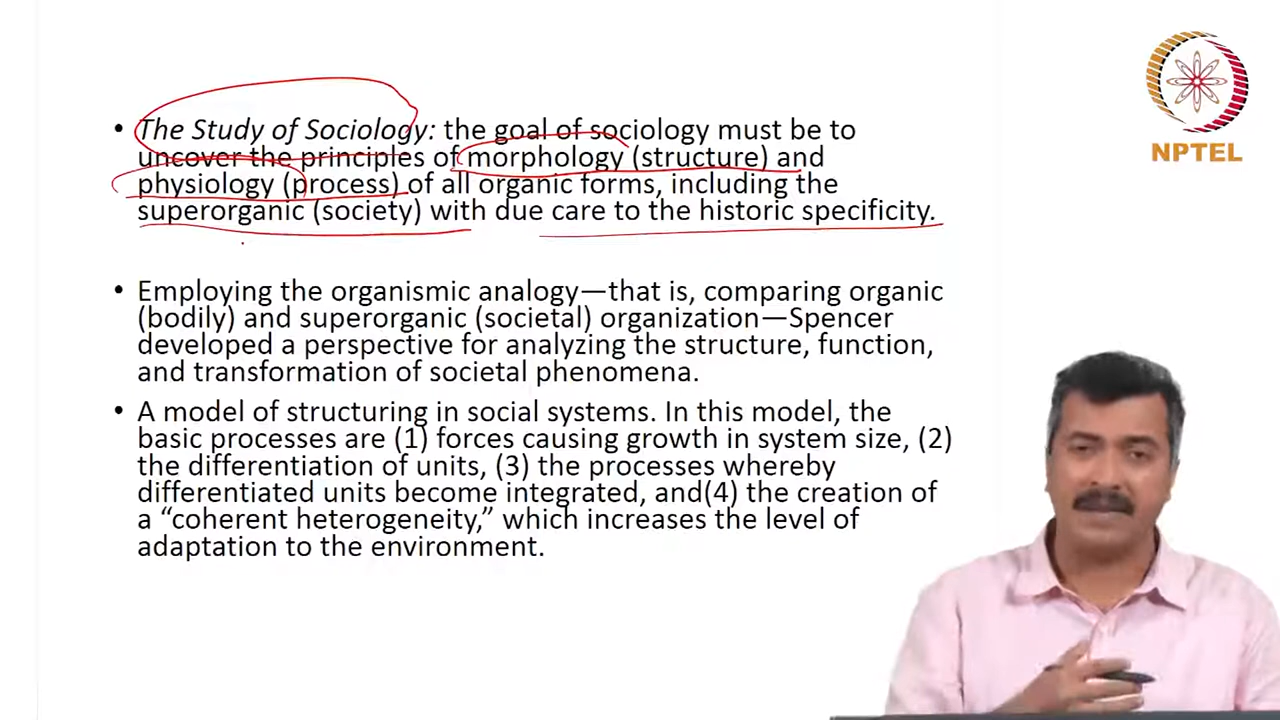 • The Study of Sociology: the goal of sociology must be to
uncover the principles of morphology (structure) and
physiology (process) of all organic forms, including the
superorganic (society) with due care to the historic specificity.
• Employing the organismic analogy—that is, comparing organic
(bodily) and superorganic (societal) organization—Spencer
developed a perspective for analyzing the structure, function,
and transformation of societal phenomena.
• A model of structuring in social systems. In this model, the
basic processes are (1) forces causing growth in system size, (2)
the differentiation of units, (3) the processes whereby
differentiated units become integrated, and(4) the creation of
a “coherent heterogeneity,” which increases the level of
adaptation to the environment.
NPTEL